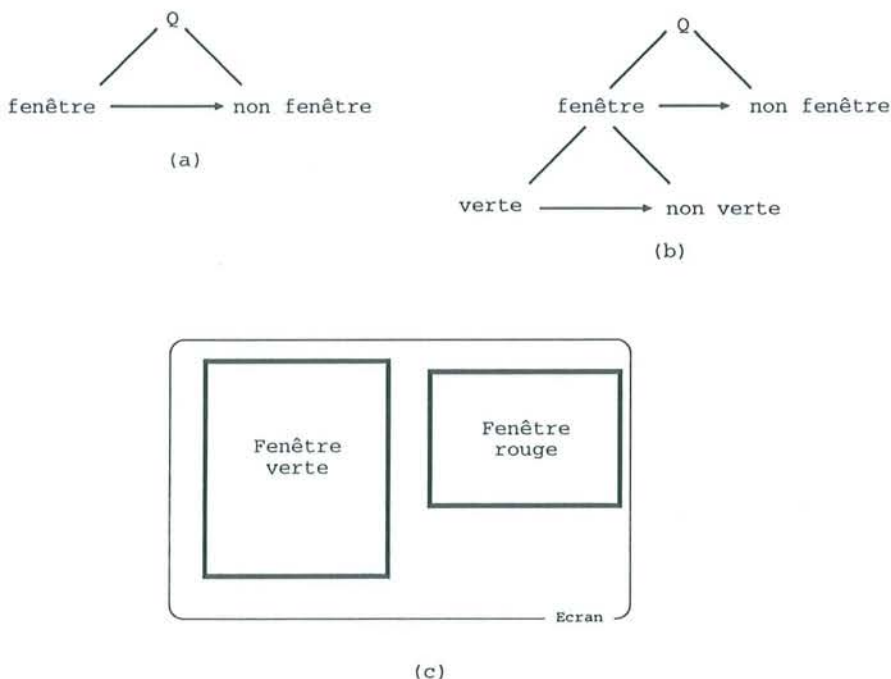 Q
fenêtre non fenêtre
(a)
Q
fenêtre non fenêtre
verte non verte
(b)
Fenêtre
verte
Fenêtre
rouge
Ecran
(c)